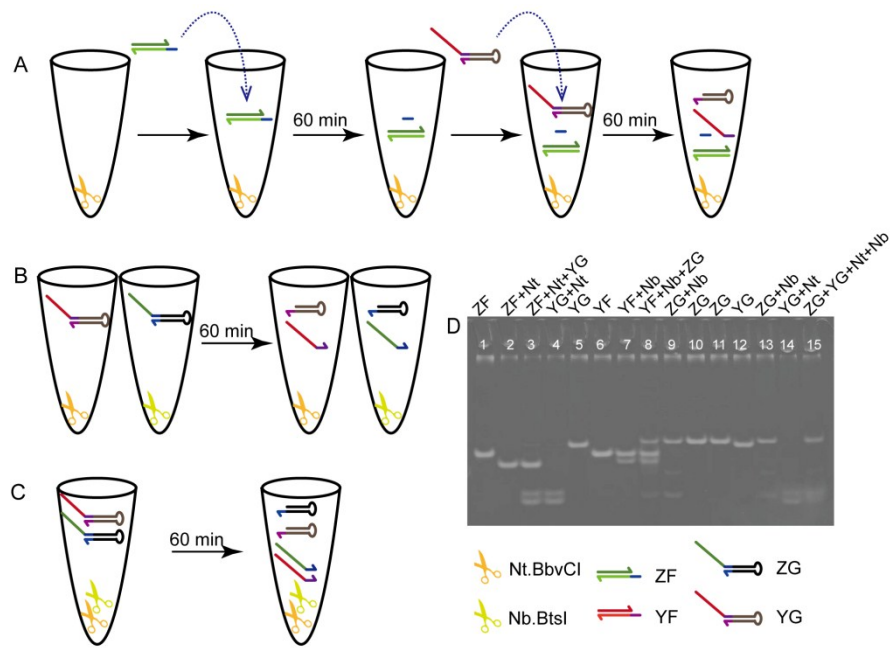 A
60 min
60 min
B
60 min
C
60 min
D
ZF
ZF+Nt
ZF+Nt+YG
YG+Nt
YG
YF
YF+Nb
YF+Nb+ZG
ZG+Nb
ZG
ZG
YG
ZG+Nb
YG+Nt
ZG+YG+Nt+Nb
1 2 3 4 5 6 7 8 9 10 11 12 13 14 15
Nt.BbvCI
ZF
ZG
Nb.BtsI
YF
YG